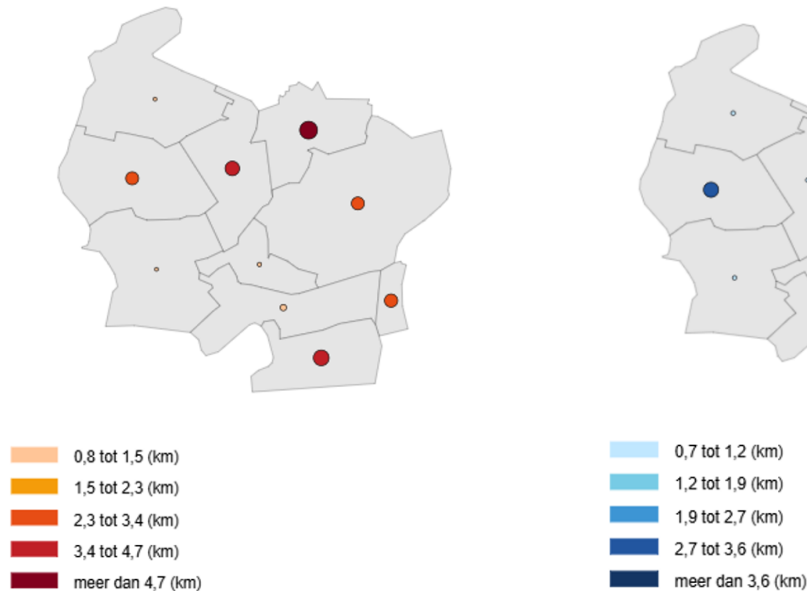 0,8 tot 1,5 (km)
1,5 tot 2,3 (km)
2,3 tot 3,4 (km)
3,4 tot 4,7 (km)
meer dan 4,7 (km)
0,7 tot 1,2 (km)
1,2 tot 1,9 (km)
1,9 tot 2,7 (km)
2,7 tot 3,6 (km)
meer dan 3,6 (km)